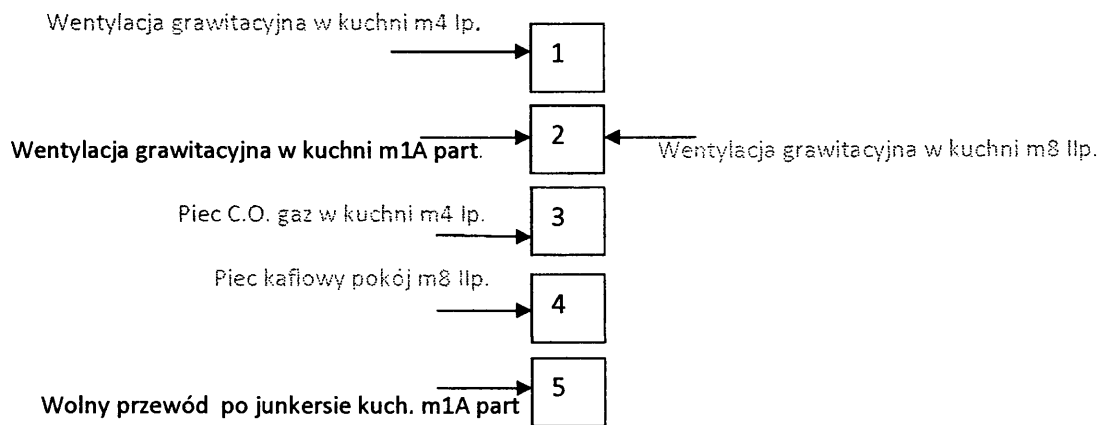 Wentylacja grawitacyjna w kuchni m4 Ip.
1
Wentylacja grawitacyjna w kuchni m1A part.
2
Wentylacja grawitacyjna w kuchni m8 IIp.
Piec C.O. gaz w kuchni m4 Ip.
3
Piec kaflowy pokój m8 IIp.
4
5
Wolny przewód po junkersie kuch. m1A part